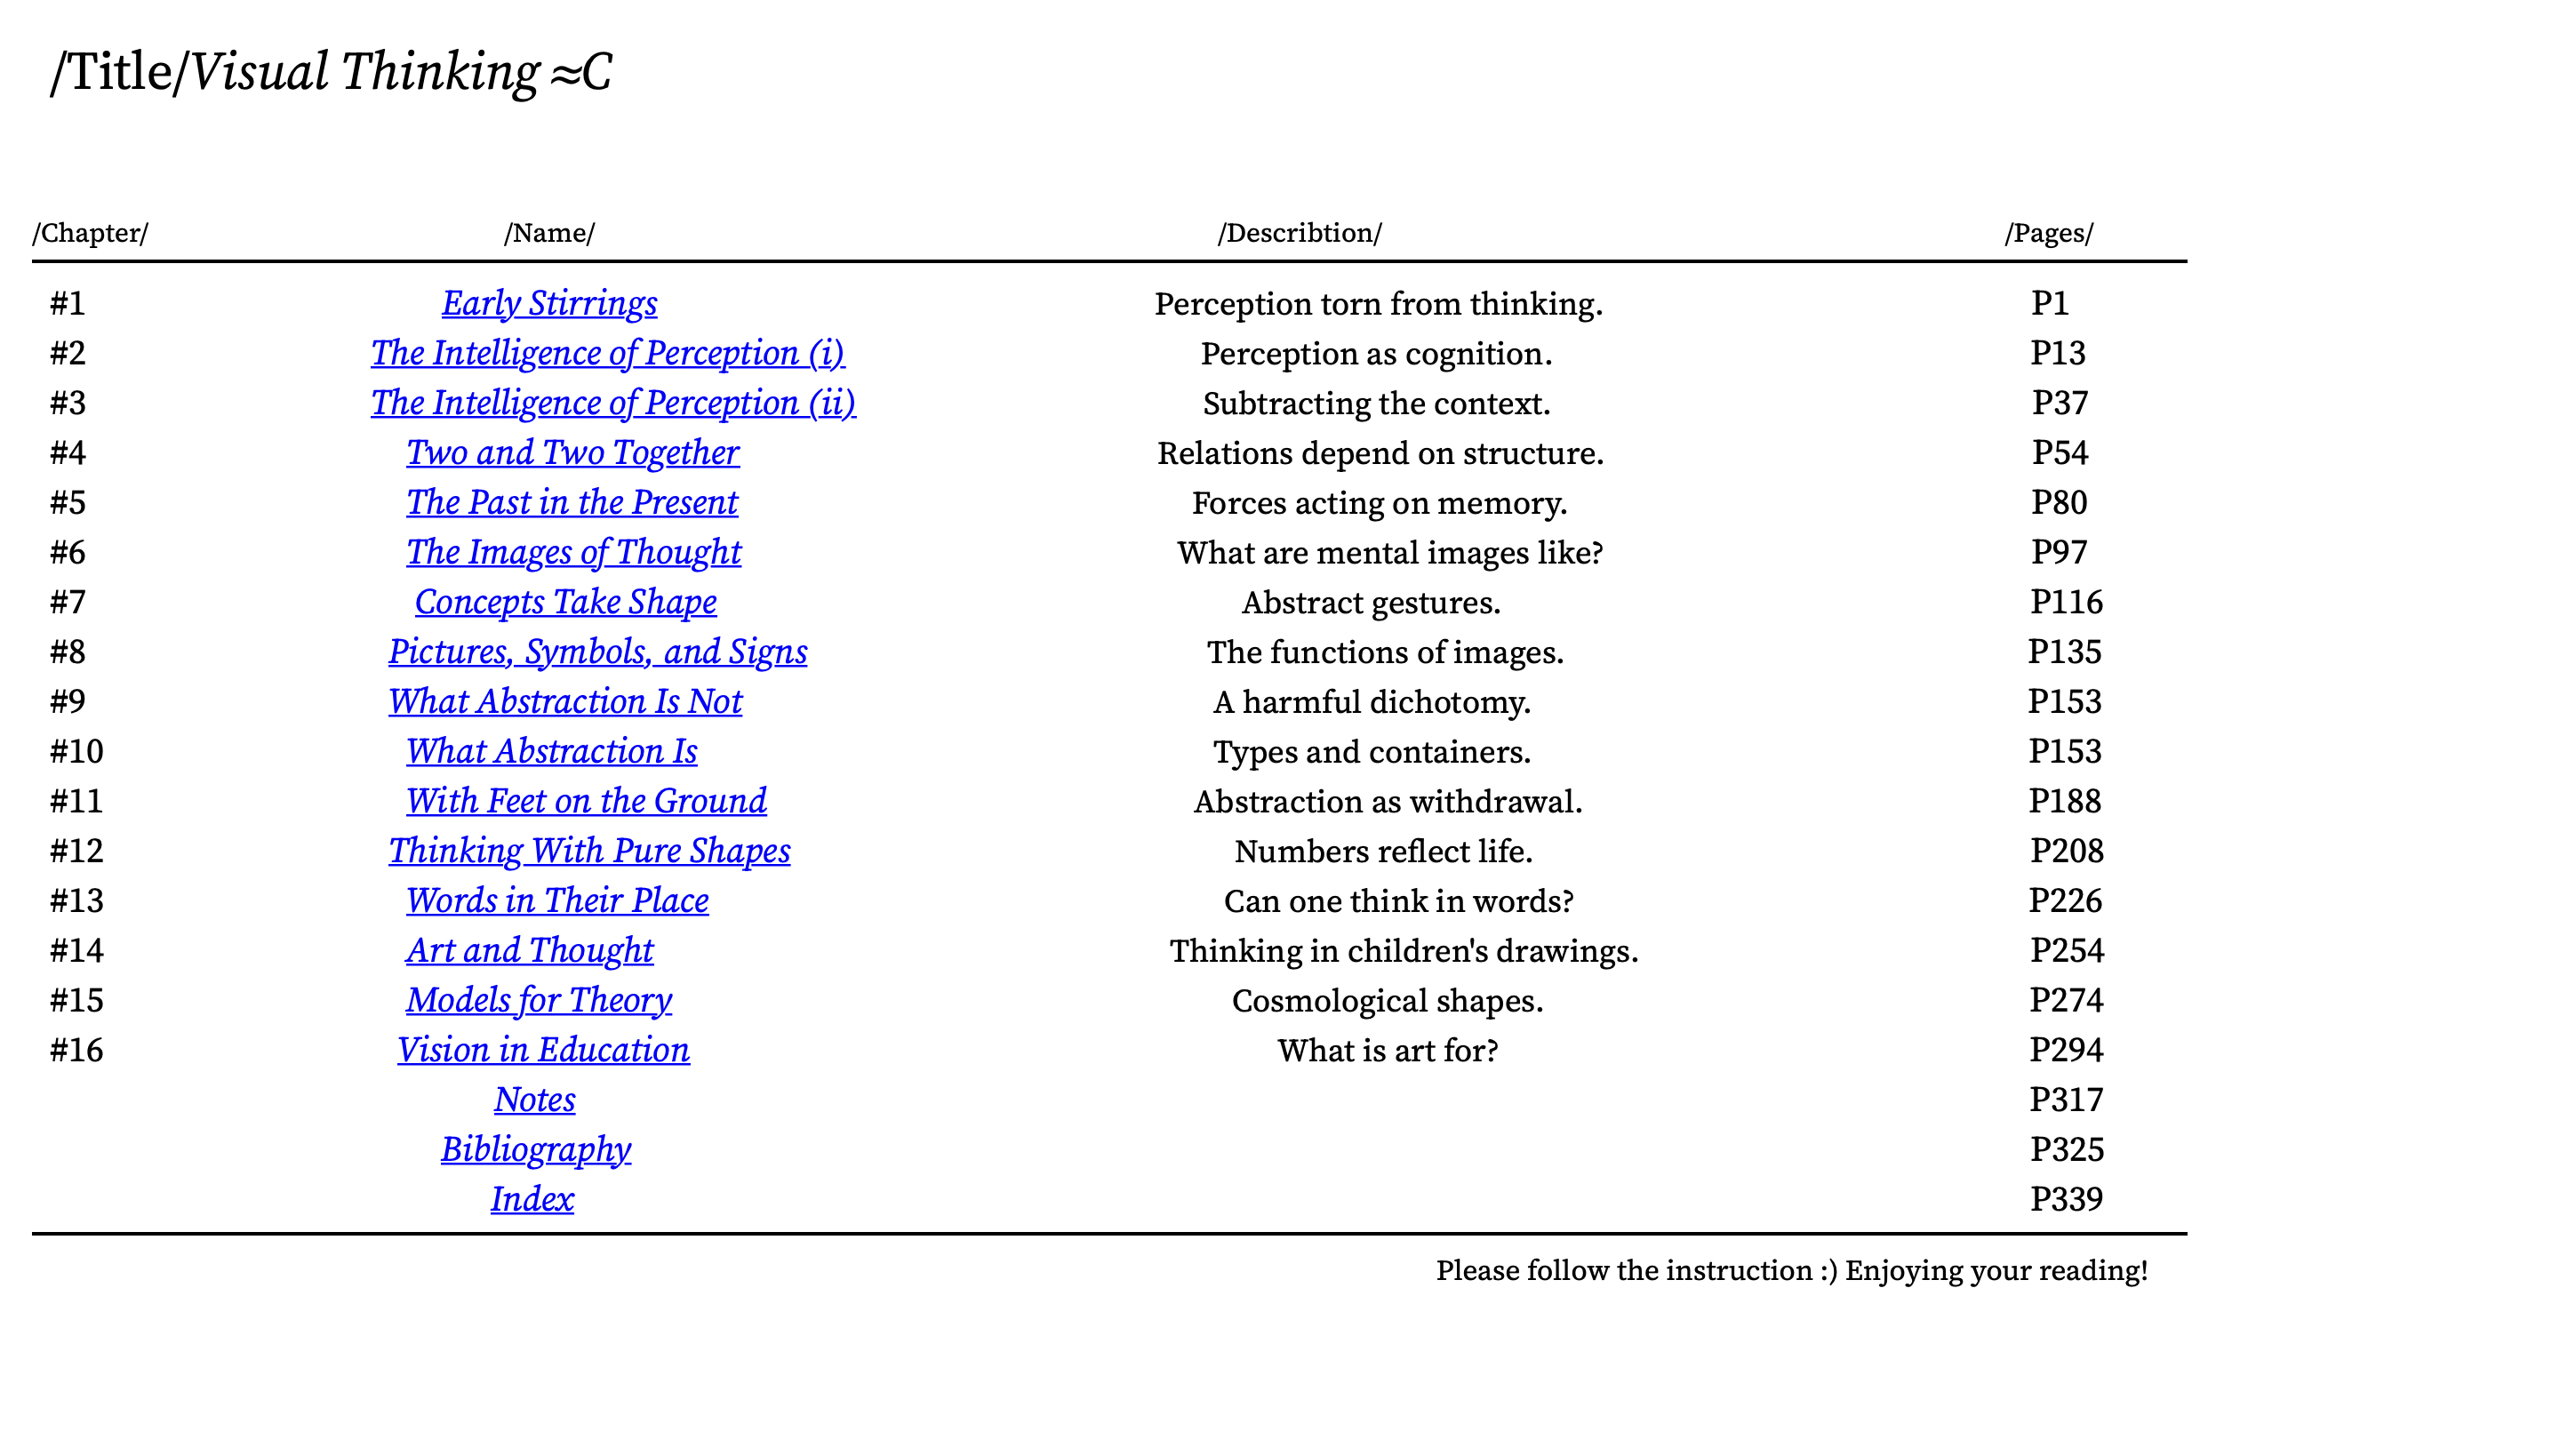 /Title/Visual Thinking ≈C
/Chapter/ /Name/ /Describtion/ /Pages/
#1 Early Stirrings Perception torn from thinking. P1
#2 The Intelligence of Perception (i) Perception as cognition. P13
#3 The Intelligence of Perception (ii) Subtracting the context. P37
#4 Two and Two Together Relations depend on structure. P54
#5 The Past in the Present Forces acting on memory. P80
#6 The Images of Thought What are mental images like? P97
#7 Concepts Take Shape Abstract gestures. P116
#8 Pictures, Symbols, and Signs The functions of images. P135
#9 What Abstraction Is Not A harmful dichotomy. P153
#10 What Abstraction Is Types and containers. P153
#11 With Feet on the Ground Abstraction as withdrawal. P188
#12 Thinking With Pure Shapes Numbers reflect life. P208
#13 Words in Their Place Can one think in words? P226
#14 Art and Thought Thinking in children's drawings. P254
#15 Models for Theory Cosmological shapes. P274
#16 Vision in Education What is art for? P294
Notes P317
Bibliography P325
Index P339
Please follow the instruction :) Enjoying your reading!